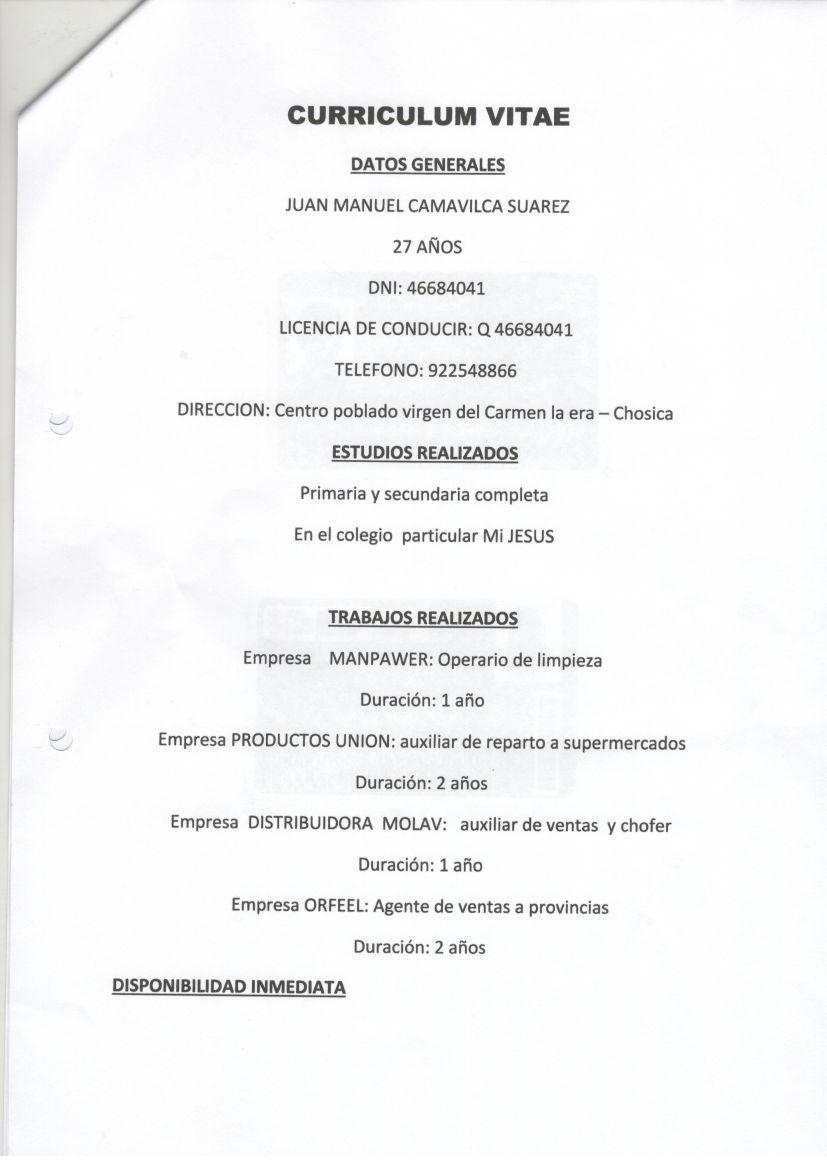 CURRICULUM VITAE
DATOS GENERALES
JUAN MANUEL CAMAVILCA SUAREZ
27 AÑOS
DNI: 46684041
LICENCIA DE CONDUCIR: Q 46684041
TELEFONO: 922548866
DIRECCION: Centro poblado virgen del Carmen la era – Chosica
ESTUDIOS REALIZADOS
Primaria y secundaria completa
En el colegio particular Mi JESUS
TRABAJOS REALIZADOS
Empresa MANPAWER: Operario de limpieza
Duración: 1 año
Empresa PRODUCTOS UNION: auxiliar de reparto a supermercados
Duración: 2 años
Empresa DISTRIBUIDORA MOLAV: auxiliar de ventas y chofer
Duración: 1 año
Empresa ORFEEL: Agente de ventas a provincias
Duración: 2 años
DISPONIBILIDAD INMEDIATA